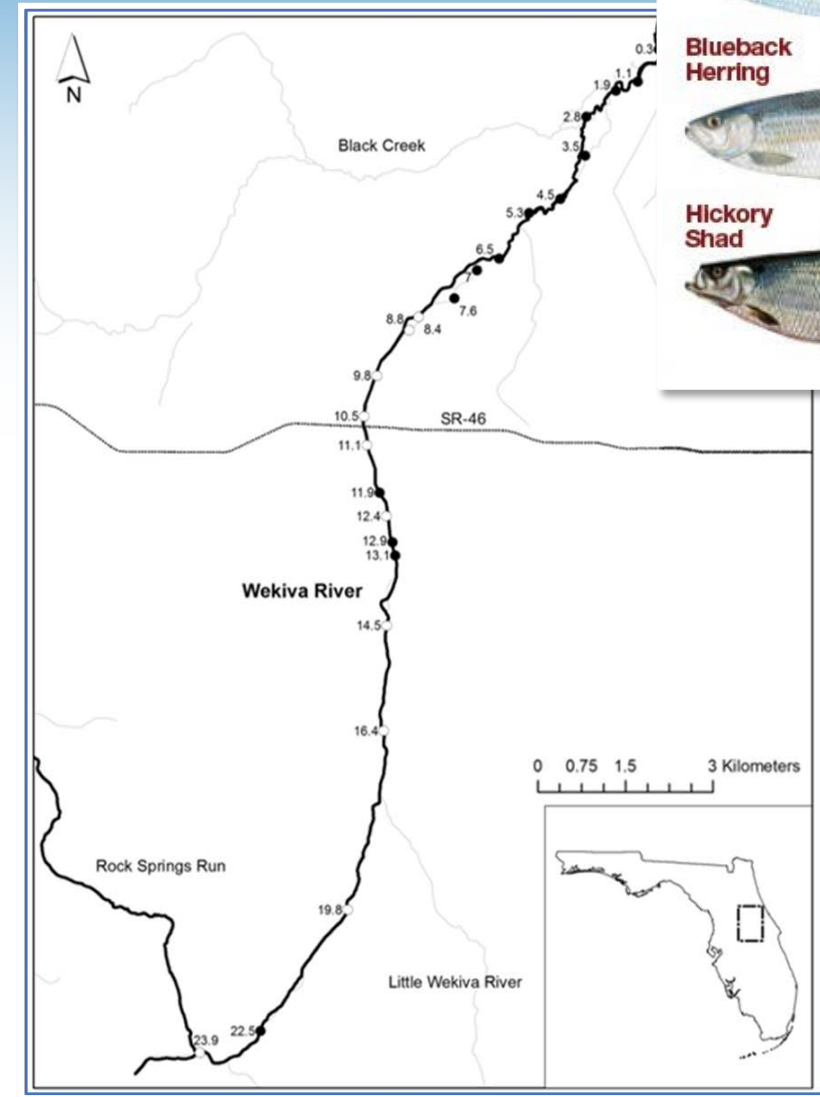 Blueback
Herring
Hickory
Shad
N
Black Creek
0.3
1.1
1.9
2.8
3.5
4.5
5.3
6.5
7
7.6
8.8
8.4
9.8
10.5
SR-46
11.1
11.9
12.4
12.9
13.1
Wekiva River
14.5
16.4
0 0.75 1.5 3 Kilometers
Rock Springs Run
19.8
Little Wekiva River
22.5
23.9